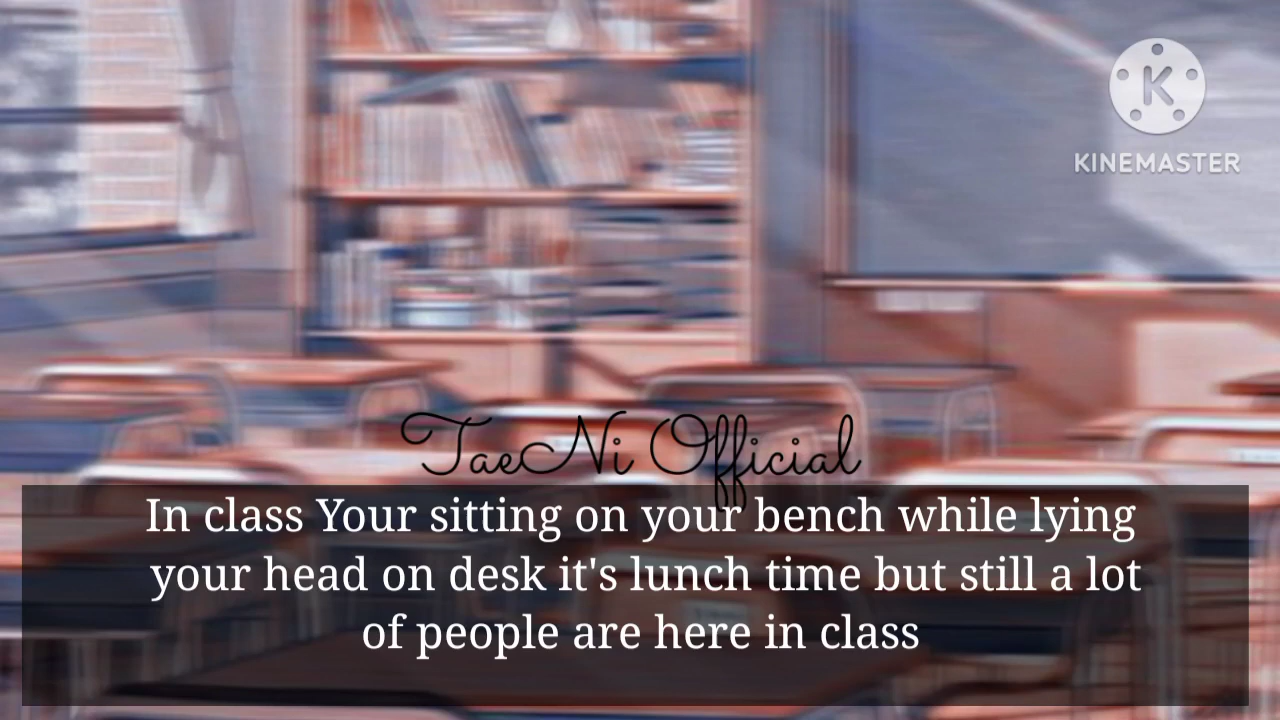 KINEMASTER
TaeNi Official
In class Your sitting on your bench while lying
your head on desk it's lunch time but still a lot
of people are here in class